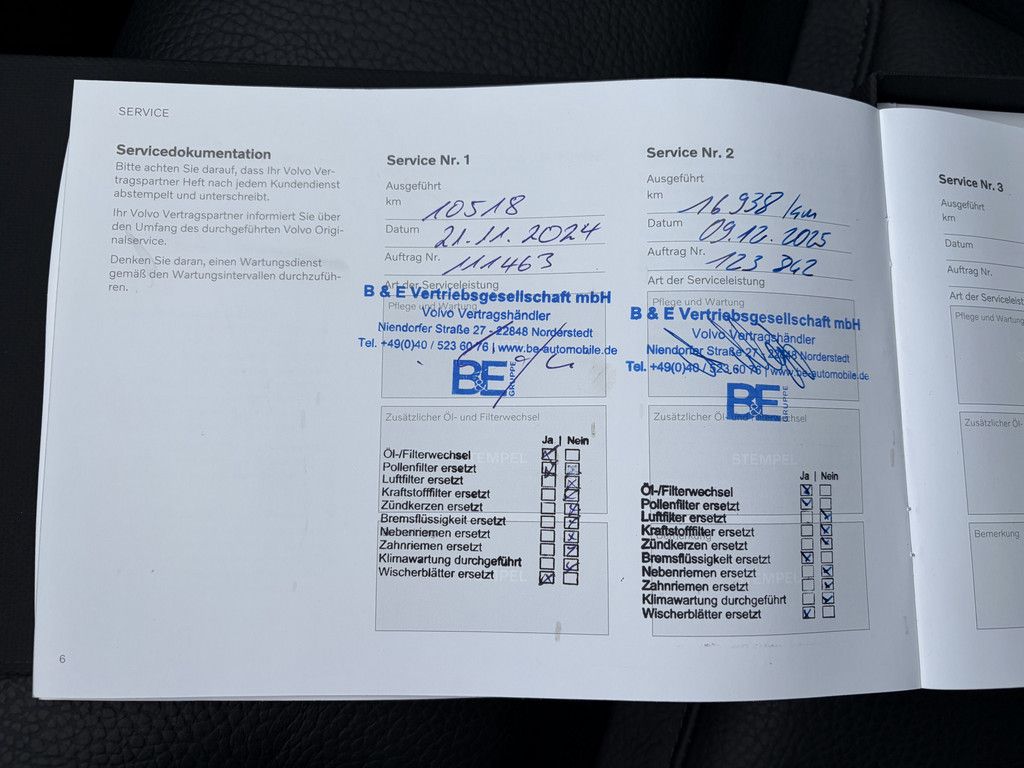 SERVICE
Servicedokumentation
Bitte achten Sie darauf, dass Ihr Volvo Ver-
tragspartner Heft nach jedem Kundendienst
abstempelt und unterschreibt.
Ihr Volvo Vertragspartner informiert Sie über
den Umfang des durchgeführten Volvo Origi-
nalservice.
Denken Sie daran, einen Wartungsdienst
gemäß den Wartungsintervallen durchzufüh-
ren.
6
Service Nr. 1
Ausgeführt
km 10518
Datum 21.11.2024
Auftrag Nr. 111463
Art der Serviceleistung
B & E Vertriebsgesellschaft mbH
Pflege und Wartung
Volvo Vertragshändler
Niendorfer Straße 27 - 22848 Norderstedt
Tel. +49(0)40 / 523 60 76 | www.be-automobile.de
B&E GRUPPE
Zusätzlicher Öl- und Filterwechsel
Ja | Nein
Öl-/Filterwechsel
STEMPEL
Pollenfilter ersetzt
Luftfilter ersetzt
Kraftstofffilter ersetzt
Zündkerzen ersetzt
Bremsflüssigkeit ersetzt
Nebenriemen ersetzt
Zahnriemen ersetzt
Klimawartung durchgeführt
Wischerblätter ersetzt
STEMPEL
Service Nr. 2
Ausgeführt
km 16938 km
Datum 09.12.2025
Auftrag Nr. 123 842
Art der Serviceleistung
Pflege und Wartung
B & E Vertriebsgesellschaft mbH
Volvo Vertragshändler
Niendorfer Straße 27 - 22848 Norderstedt
Tel. +49(0)40 / 523 60 76 | www.be-automobile.de
B&E GRUPPE
Zusätzlicher Öl- und Filterwechsel
STEMPEL
Ja | Nein
Öl-/Filterwechsel
Pollenfilter ersetzt
Luftfilter ersetzt
Kraftstofffilter ersetzt
Zündkerzen ersetzt
Bremsflüssigkeit ersetzt
Nebenriemen ersetzt
Zahnriemen ersetzt
STEMPEL
Klimawartung durchgeführt
Wischerblätter ersetzt
Service Nr. 3
Ausgeführt
km
Datum
Auftrag Nr.
Art der Serviceleist
Pflege und Wartung
Zusätzlicher Öl-
Bemerkung